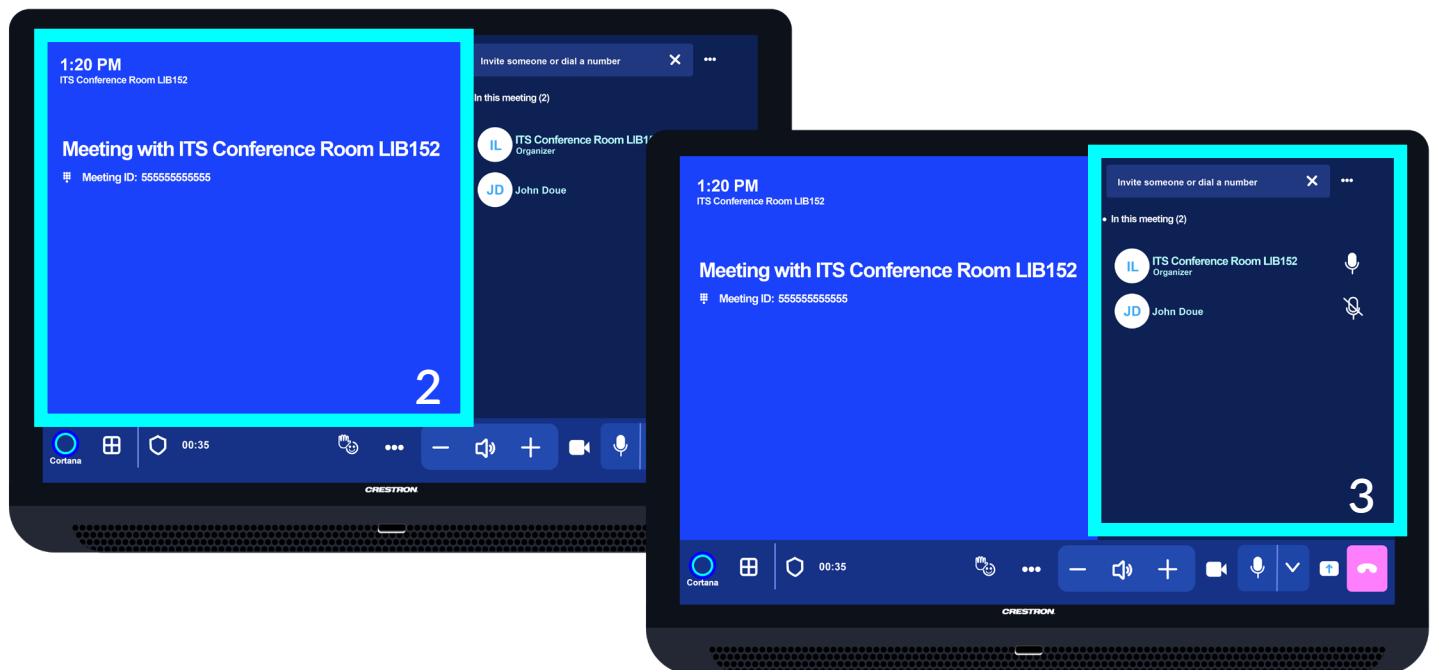 1:20 PM
ITS Conference Room LIB152
Meeting with ITS Conference Room LIB152
Meeting ID: 555555555555
2
Invite someone or dial a number
In this meeting (2)
IL
ITS Conference Room LIB15
Organizer
JD
John Doue
Cortana
00:35
CRESTRON
1:20 PM
ITS Conference Room LIB152
Meeting with ITS Conference Room LIB152
Meeting ID: 555555555555
Invite someone or dial a number
In this meeting (2)
IL
ITS Conference Room LIB152
Organizer
JD
John Doue
3
Cortana
00:35
CRESTRON